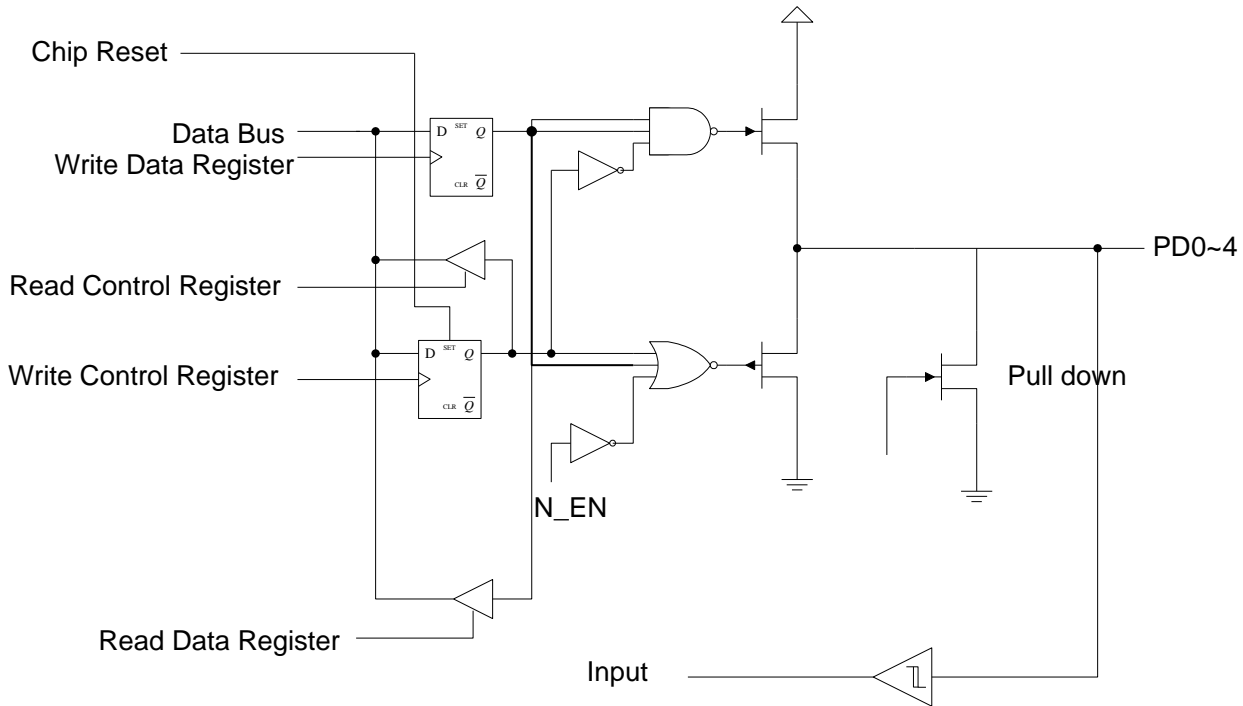 Chip Reset
Data Bus
Write Data Register
D SET Q
CLR Q̅
PD0~4
Read Control Register
Write Control Register
D SET Q
CLR Q̅
Pull down
N_EN
Read Data Register
Input